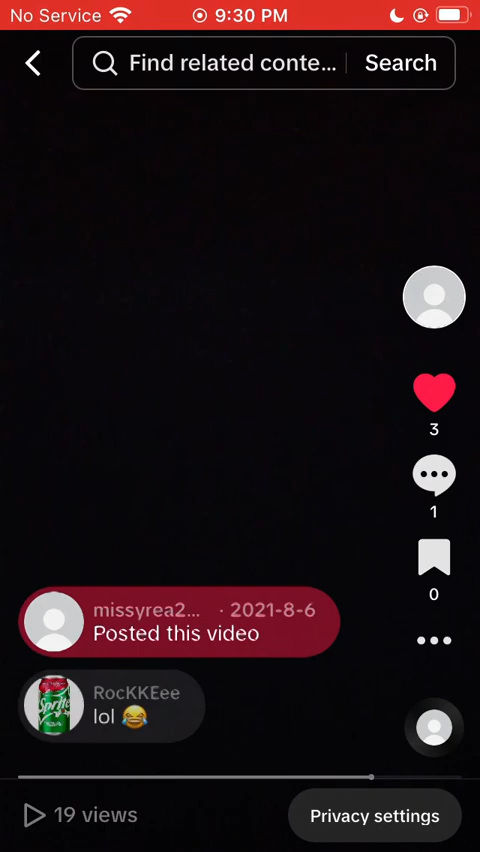 No Service 9:30 PM
Find related conte... Search
3
1
0
missyrea2... · 2021-8-6
Posted this video
Sprite
RocKKEee
lol 😂
19 views Privacy settings